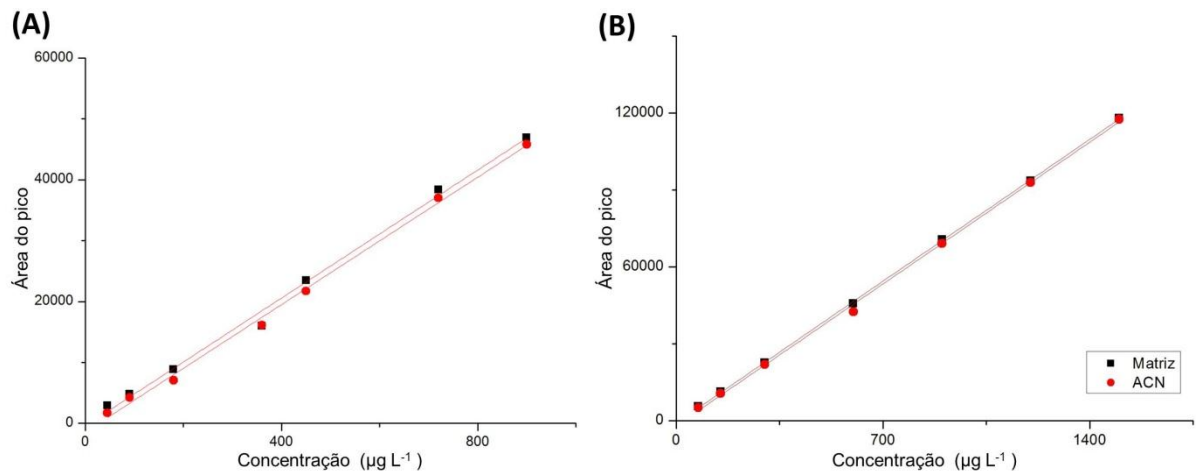 (A)
60000
40000
20000
0
Área do pico
0
400
800
Concentração (µg L⁻¹)
(B)
120000
60000
0
Área do pico
0
700
1400
Concentração (µg L⁻¹)
Matriz
ACN